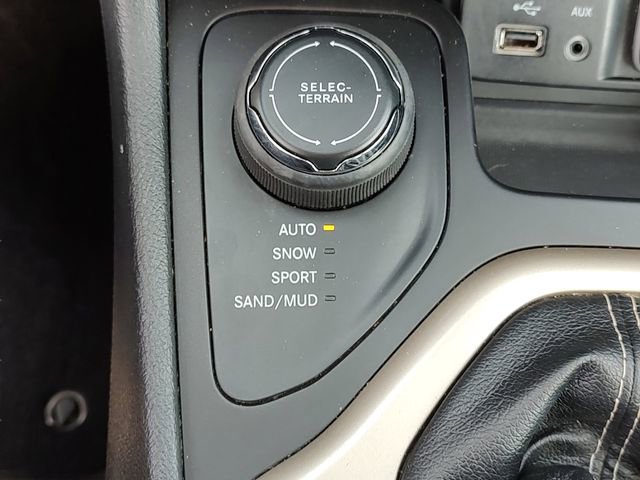 AUX
SELEC-
TERRAIN
AUTO
SNOW
SPORT
SAND/MUD